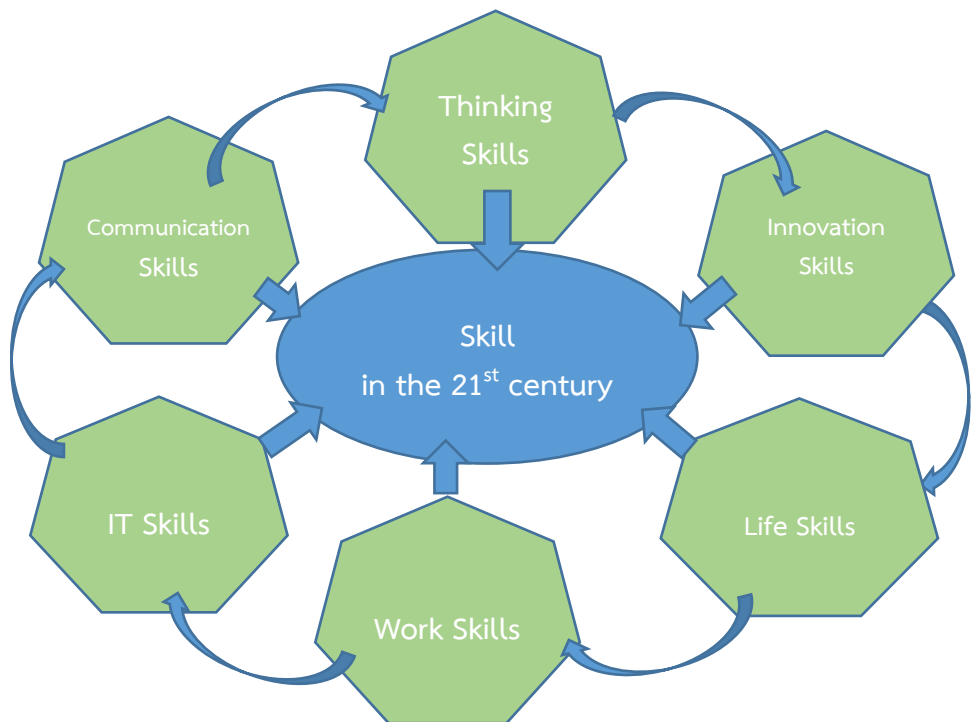 Thinking
Skills
Communication
Skills
Innovation
Skills
Skill
in the 21st century
IT Skills
Life Skills
Work Skills